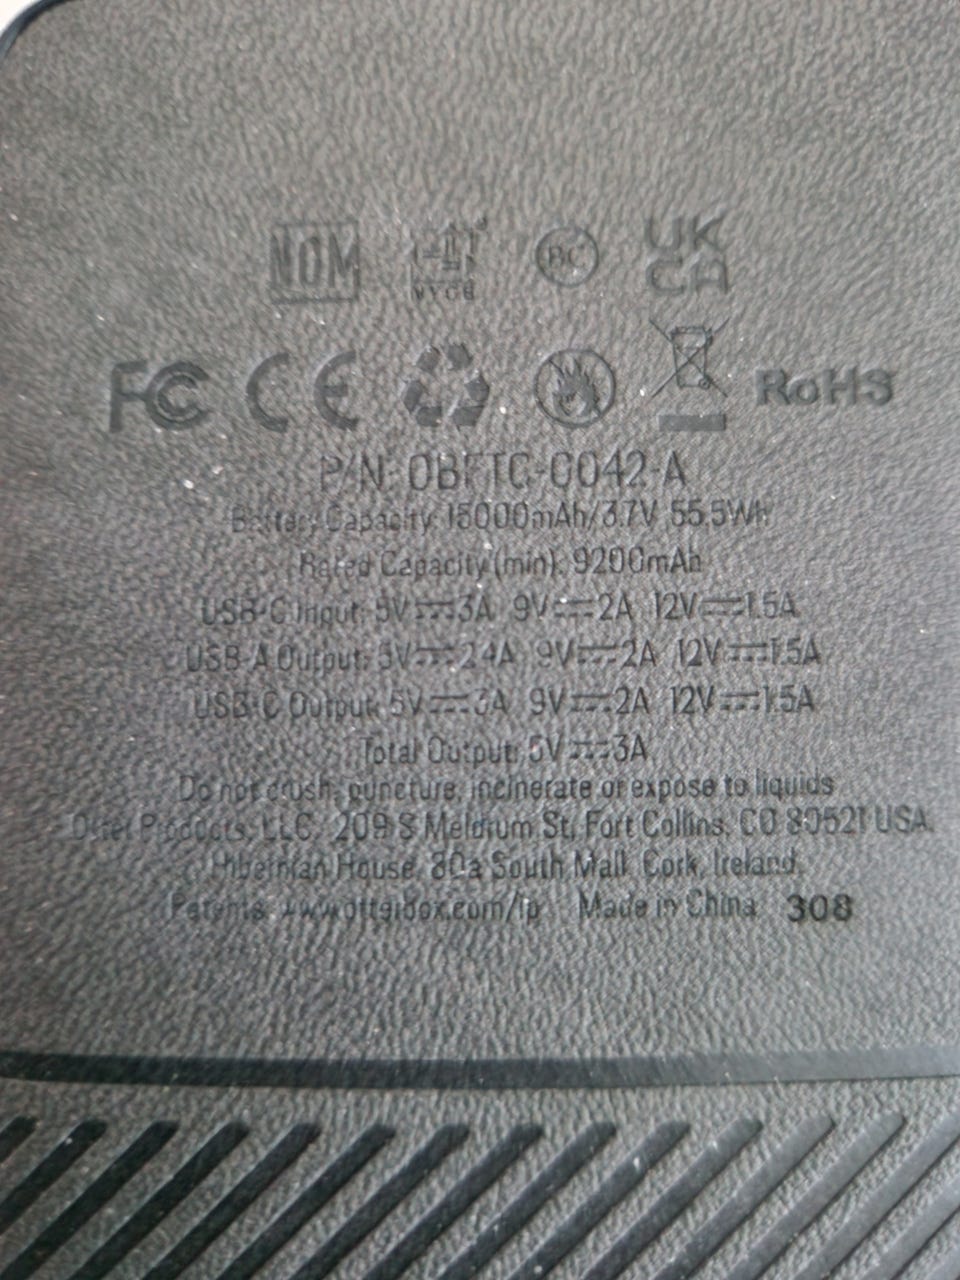 NOM NYCE BC UK CA
FC CE RoHS
P/N: OBFTC-0042-A
Battery Capacity: 15000mAh/3.7V 55.5Wh
Rated Capacity (min): 9200mAh
USB-C Input: 5V⎓3A 9V⎓2A 12V⎓1.5A
USB-A Output: 5V⎓2.4A 9V⎓2A 12V⎓1.5A
USB-C Output: 5V⎓3A 9V⎓2A 12V⎓1.5A
Total Output: 5V⎓3A
Do not crush, puncture, incinerate or expose to liquids
Otter Products, LLC, 209 S Meldrum St, Fort Collins, CO 80521 USA
Hibernian House, 80a South Mall, Cork, Ireland.
Patents: www.otterbox.com/ip Made in China 308